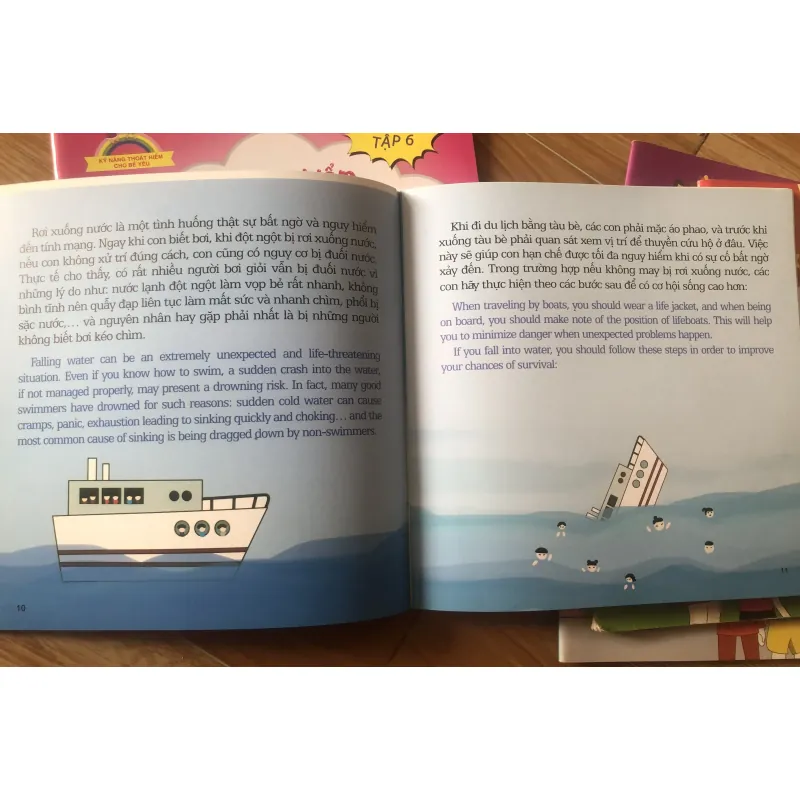 KỸ NĂNG THOÁT HIỂM
CHO BÉ YÊU
TẬP 6
Rơi xuống nước là một tình huống thật sự bất ngờ và nguy hiểm
đến tính mạng. Ngay khi con biết bơi, khi đột ngột bị rơi xuống nước,
nếu con không xử trí đúng cách, con cũng có nguy cơ bị đuối nước.
Thực tế cho thấy, có rất nhiều người bơi giỏi vẫn bị đuối nước vì
những lý do như: nước lạnh đột ngột làm vọp bẻ rất nhanh, không
bình tĩnh nên quẫy đạp liên tục làm mất sức và nhanh chìm, phổi bị
sặc nước,... và nguyên nhân hay gặp phải nhất là bị những người
không biết bơi kéo chìm.
Falling water can be an extremely unexpected and life-threatening
situation. Even if you know how to swim, a sudden crash into the water,
if not managed properly, may present a drowning risk. In fact, many good
swimmers have drowned for such reasons: sudden cold water can cause
cramps, panic, exhaustion leading to sinking quickly and choking... and the
most common cause of sinking is being dragged down by non-swimmers.
10
Khi đi du lịch bằng tàu bè, các con phải mặc áo phao, và trước khi
xuống tàu bè phải quan sát xem vị trí để thuyền cứu hộ ở đâu. Việc
này sẽ giúp con hạn chế được tối đa nguy hiểm khi có sự cố bất ngờ
xảy đến. Trong trường hợp nếu không may bị rơi xuống nước, các
con hãy thực hiện theo các bước sau để có cơ hội sống cao hơn:
When traveling by boats, you should wear a life jacket, and when being
on board, you should make note of the position of lifeboats. This will help
you to minimize danger when unexpected problems happen.
If you fall into water, you should follow these steps in order to improve
your chances of survival:
11